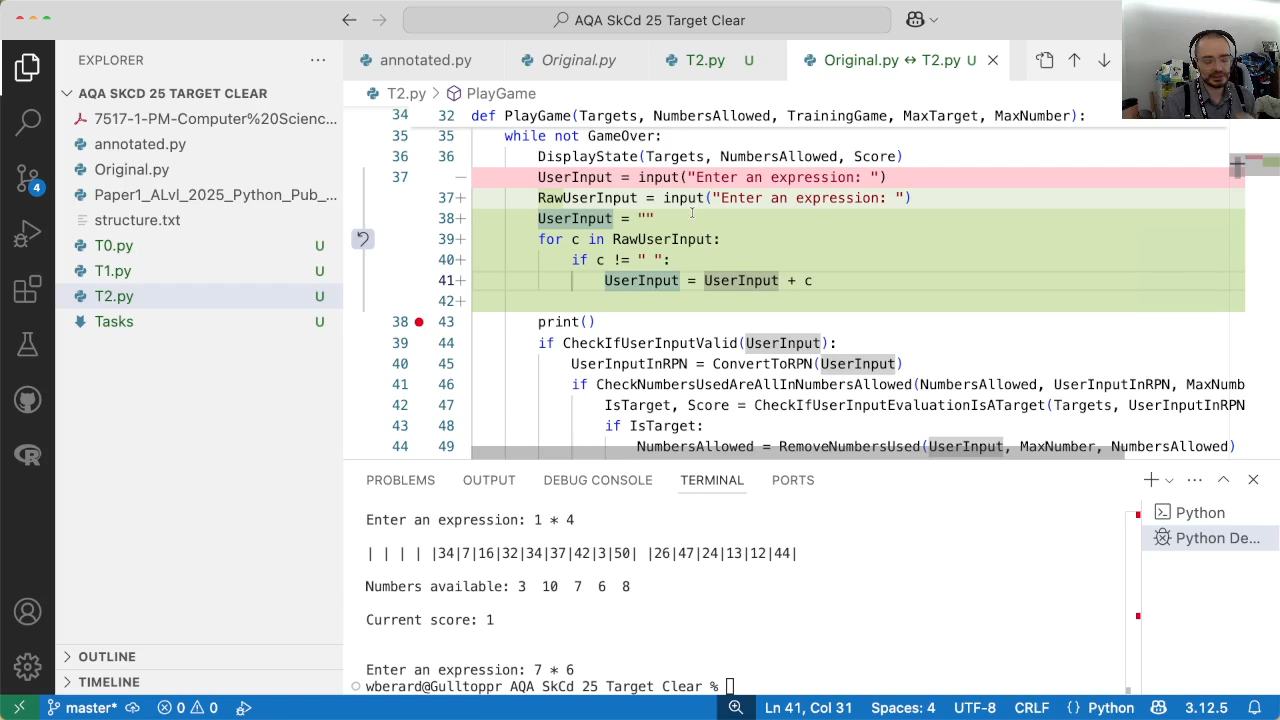 AQA SkCd 25 Target Clear
EXPLORER
AQA SKCD 25 TARGET CLEAR
7517-1-PM-Computer%20Scienc...
annotated.py
Original.py
Paper1_ALvl_2025_Python_Pub_...
structure.txt
T0.py U
T1.py U
T2.py U
Tasks U
OUTLINE
TIMELINE
4
annotated.py
Original.py
T2.py U
Original.py ↔ T2.py U
T2.py > PlayGame
34 32 def PlayGame(Targets, NumbersAllowed, TrainingGame, MaxTarget, MaxNumber):
35 35 while not GameOver:
36 36 DisplayState(Targets, NumbersAllowed, Score)
37 — UserInput = input("Enter an expression: ")
37+ RawUserInput = input("Enter an expression: ")
38+ UserInput = ""
39+ for c in RawUserInput:
40+ if c != " ":
41+ UserInput = UserInput + c
42+
38 43 print()
39 44 if CheckIfUserInputValid(UserInput):
40 45 UserInputInRPN = ConvertToRPN(UserInput)
41 46 if CheckNumbersUsedAreAllInNumbersAllowed(NumbersAllowed, UserInputInRPN, MaxNumb
42 47 IsTarget, Score = CheckIfUserInputEvaluationIsATarget(Targets, UserInputInRPN
43 48 if IsTarget:
44 49 NumbersAllowed = RemoveNumbersUsed(UserInput, MaxNumber, NumbersAllowed)
PROBLEMS OUTPUT DEBUG CONSOLE TERMINAL PORTS
Enter an expression: 1 * 4
| | | | |34|7|16|32|34|37|42|3|50| |26|47|24|13|12|44|
Numbers available: 3 10 7 6 8
Current score: 1
Enter an expression: 7 * 6
wberard@Gulltoppr AQA SkCd 25 Target Clear %
Python
Python De...
master* 0 0 Ln 41, Col 31 Spaces: 4 UTF-8 CRLF {} Python 3.12.5